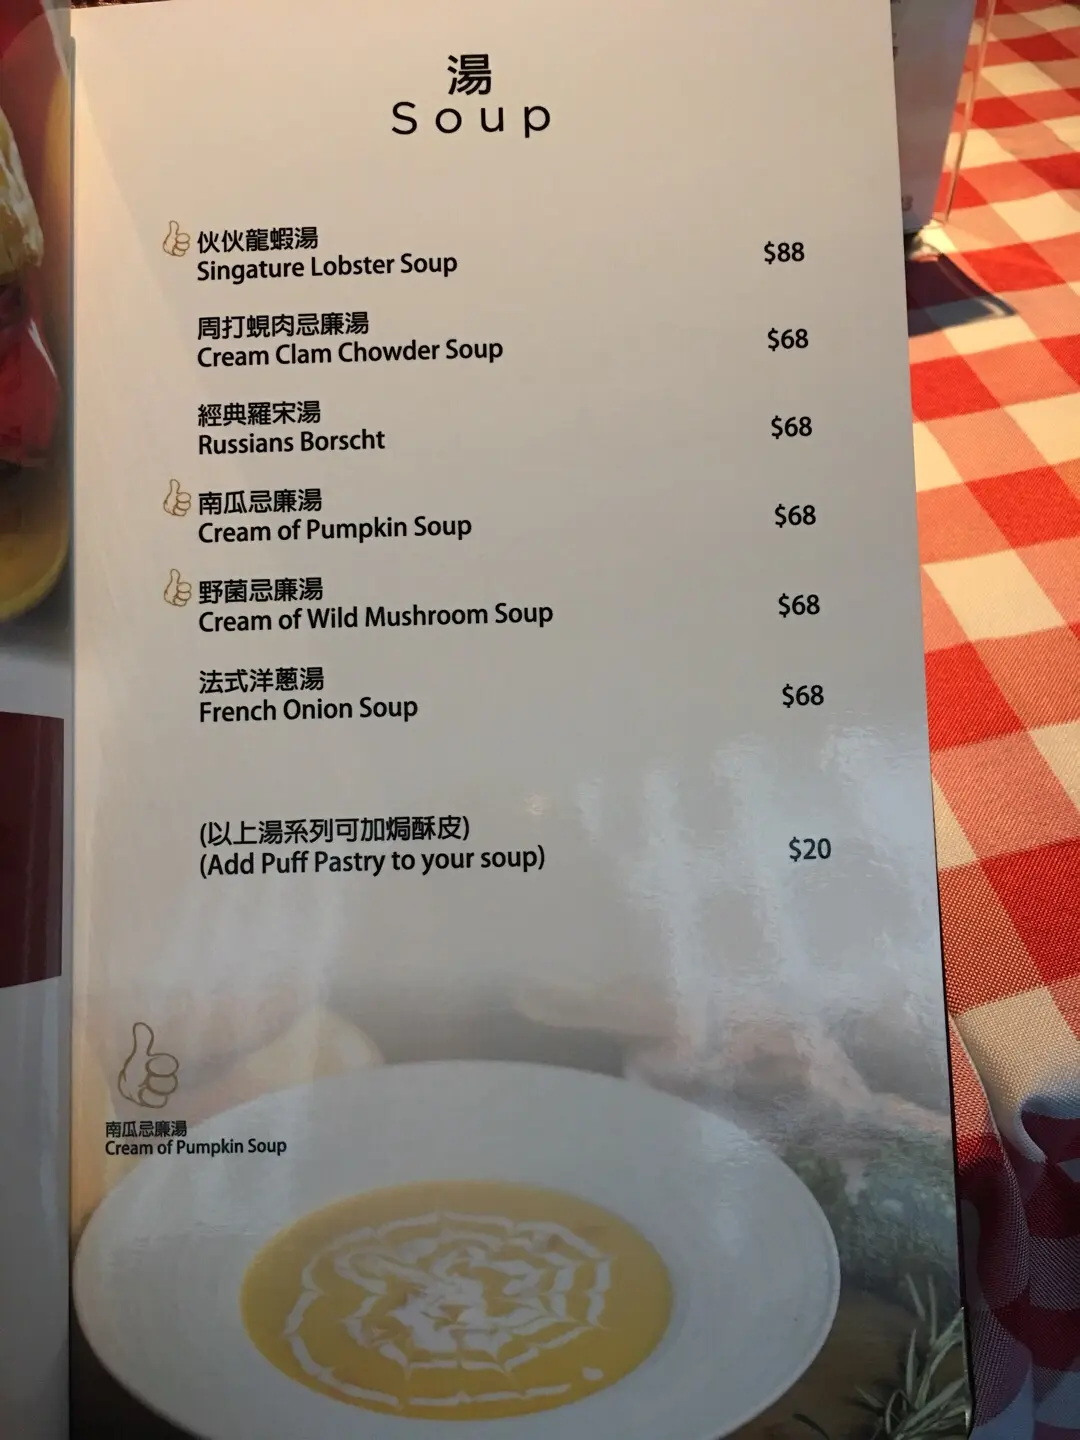 湯
Soup
伙伙龍蝦湯
Singature Lobster Soup
$88
周打蜆肉忌廉湯
Cream Clam Chowder Soup
$68
經典羅宋湯
Russians Borscht
$68
南瓜忌廉湯
Cream of Pumpkin Soup
$68
野菌忌廉湯
Cream of Wild Mushroom Soup
$68
法式洋蔥湯
French Onion Soup
$68
(以上湯系列可加焗酥皮)
(Add Puff Pastry to your soup)
$20
南瓜忌廉湯
Cream of Pumpkin Soup